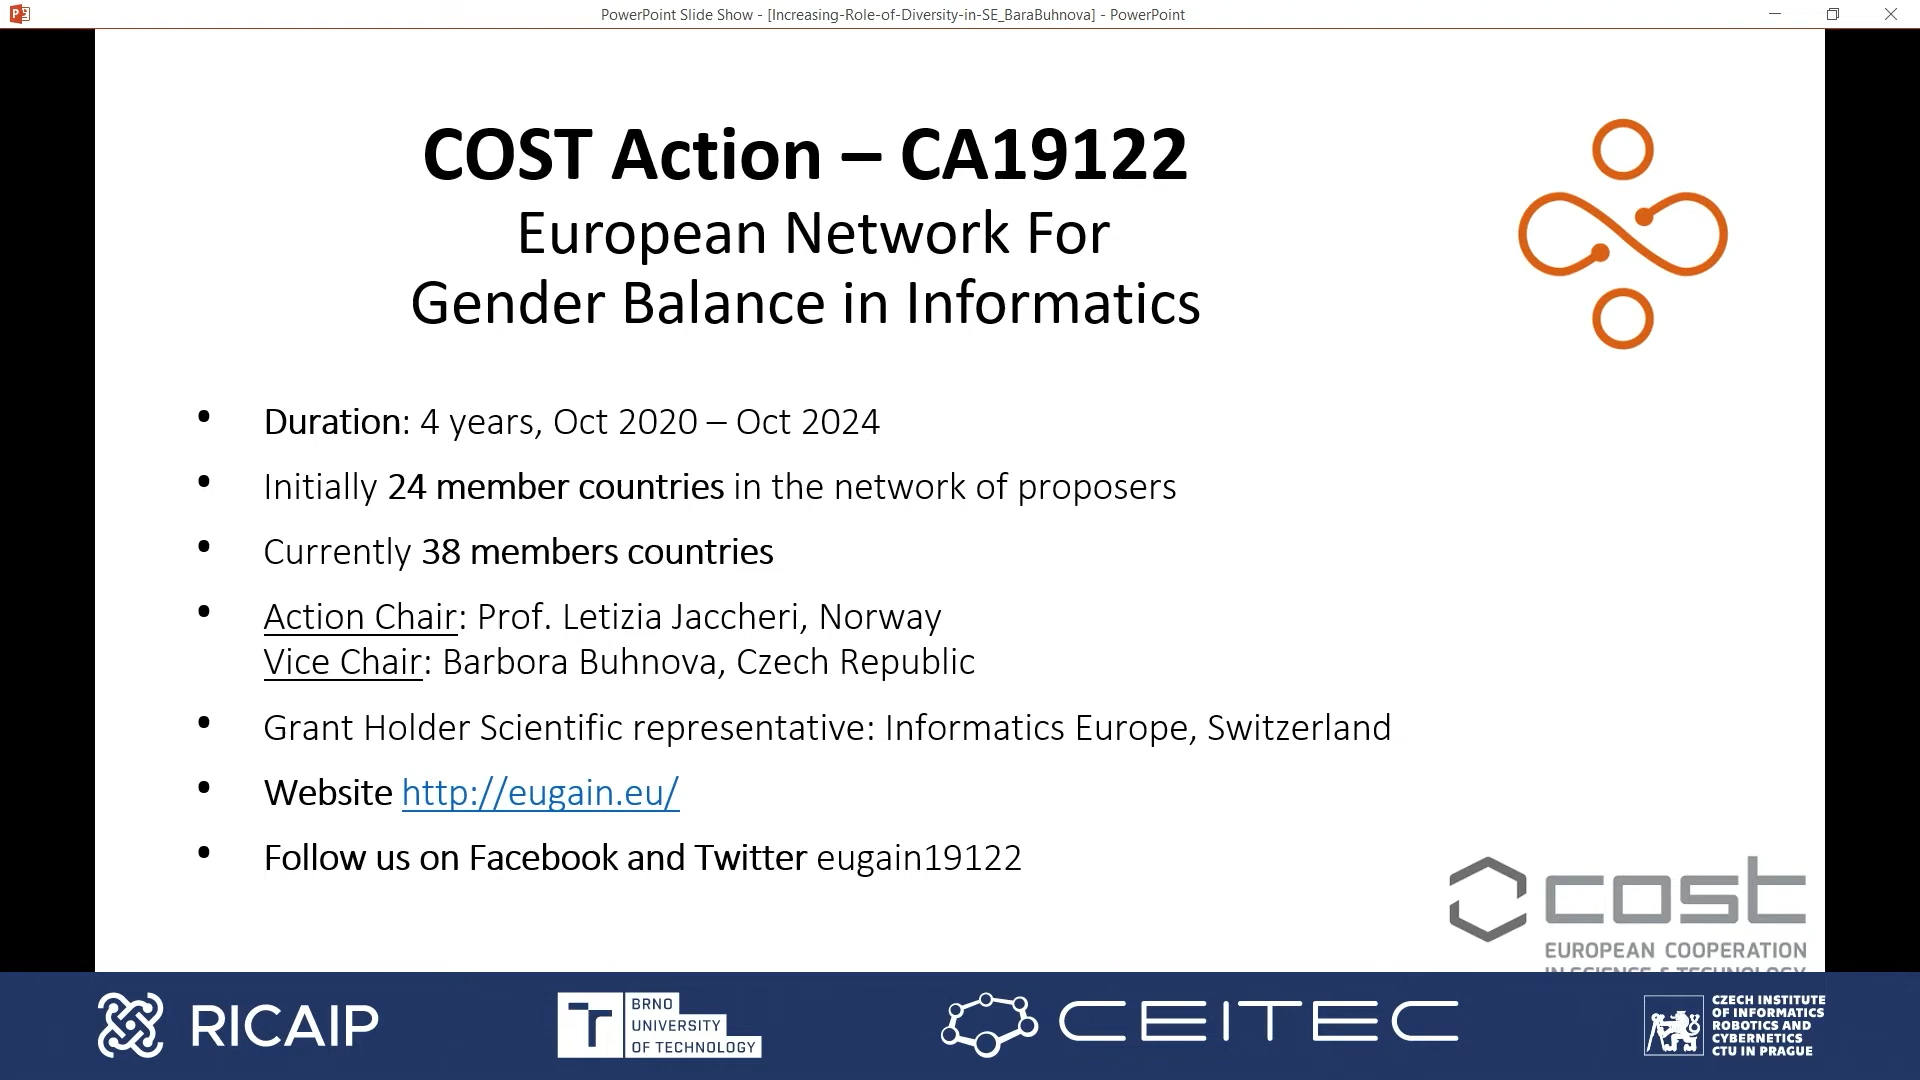 PowerPoint Slide Show - [Increasing-Role-of-Diversity-in-SE_BaraBuhnova] - PowerPoint
COST Action – CA19122
European Network For
Gender Balance in Informatics
• Duration: 4 years, Oct 2020 – Oct 2024
• Initially 24 member countries in the network of proposers
• Currently 38 members countries
• Action Chair: Prof. Letizia Jaccheri, Norway
Vice Chair: Barbora Buhnova, Czech Republic
• Grant Holder Scientific representative: Informatics Europe, Switzerland
• Website http://eugain.eu/
• Follow us on Facebook and Twitter eugain19122
cost
EUROPEAN COOPERATION
IN SCIENCE & TECHNOLOGY
RICAIP
BRNO
UNIVERSITY
OF TECHNOLOGY
CEITEC
CZECH INSTITUTE
OF INFORMATICS
ROBOTICS AND
CYBERNETICS
CTU IN PRAGUE